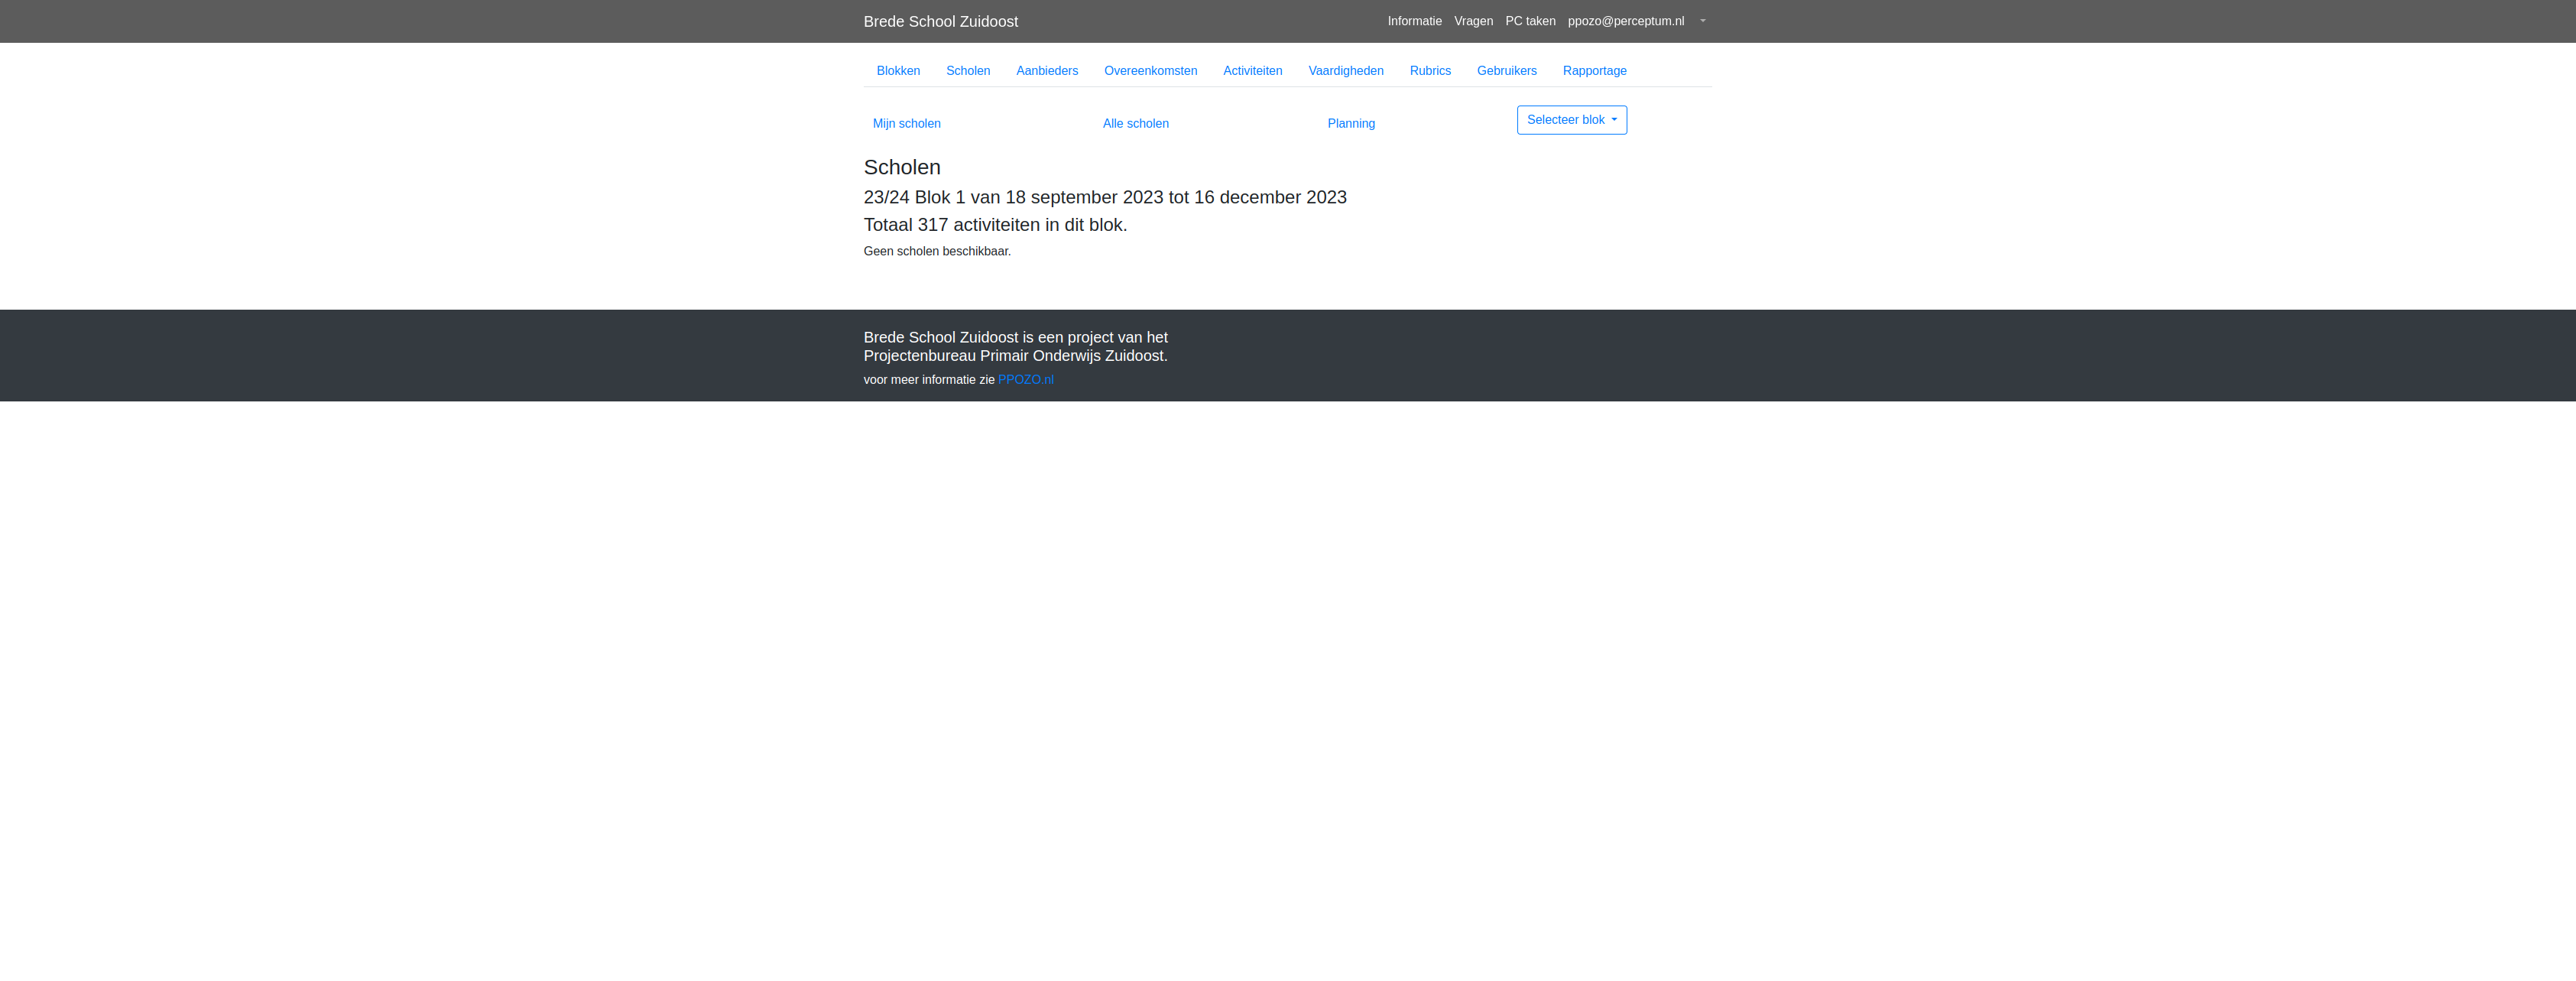 Brede School Zuidoost
Informatie Vragen PC taken ppozo@perceptum.nl
Blokken Scholen Aanbieders Overeenkomsten Activiteiten Vaardigheden Rubrics Gebruikers Rapportage
Mijn scholen Alle scholen Planning Selecteer blok
Scholen
23/24 Blok 1 van 18 september 2023 tot 16 december 2023
Totaal 317 activiteiten in dit blok.
Geen scholen beschikbaar.
Brede School Zuidoost is een project van het
Projectenbureau Primair Onderwijs Zuidoost.
voor meer informatie zie PPOZO.nl